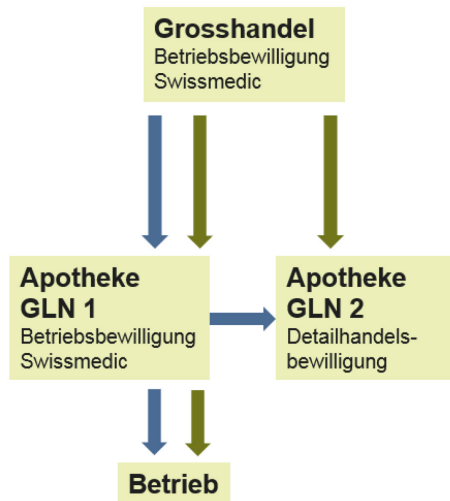 Grosshandel
Betriebsbewilligung
Swissmedic
Apotheke
GLN 1
Betriebsbewilligung
Swissmedic
Apotheke
GLN 2
Detailhandels-
bewilligung
Betrieb